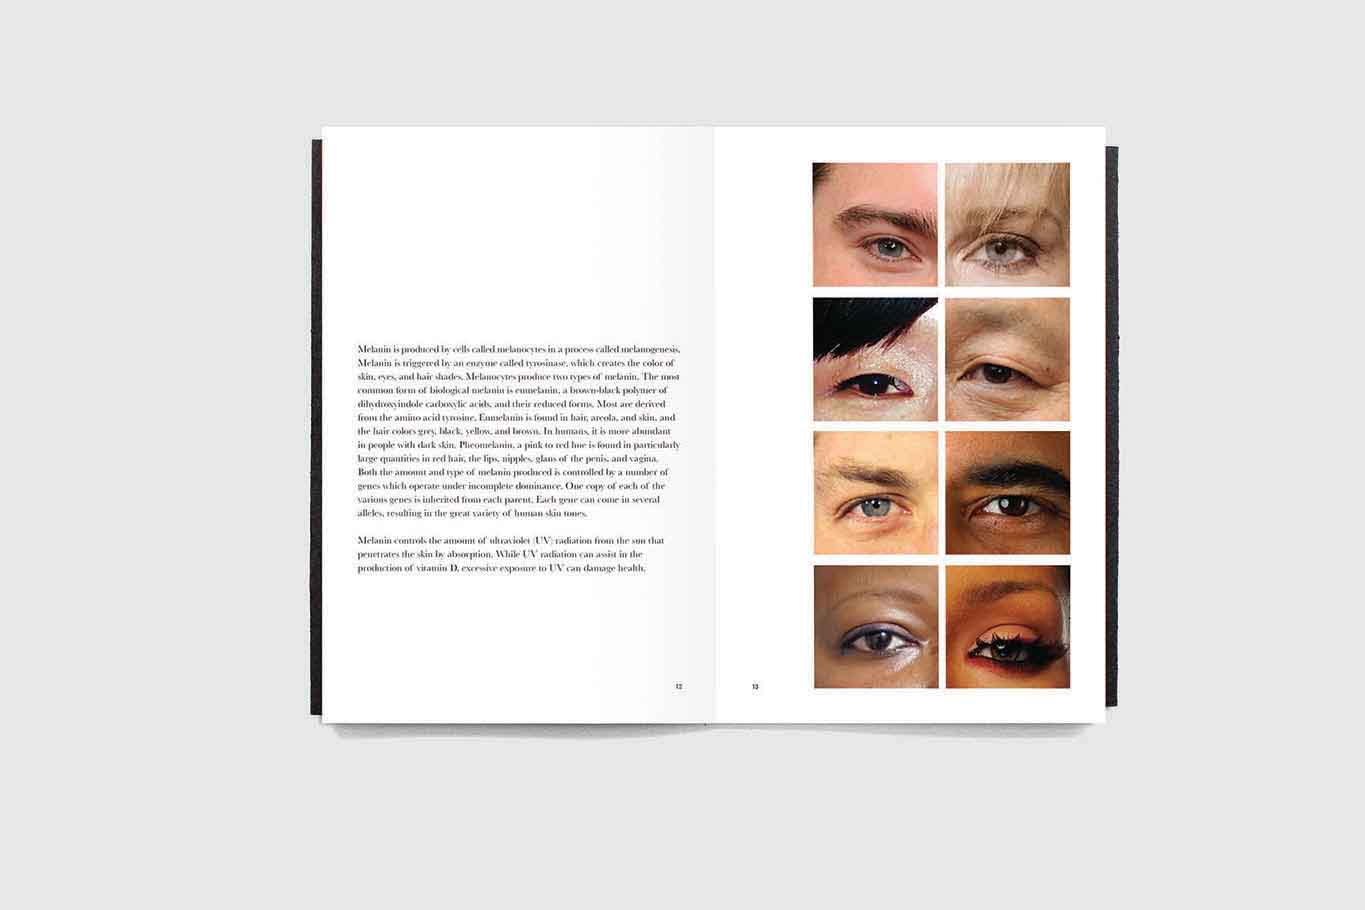 Melanin is produced by cells called melanocytes in a process called melanogenesis.
Melanin is triggered by an enzyme called tyrosinase, which creates the color of
skin, eyes, and hair shades. Melanocytes produce two types of melanin. The most
common form of biological melanin is eumelanin, a brown-black polymer of
dihydroxyindole carboxylic acids, and their reduced forms. Most are derived
from the amino acid tyrosine. Eumelanin is found in hair, areola, and skin, and
the hair colors grey, black, yellow, and brown. In humans, it is more abundant
in people with dark skin. Pheomelanin, a pink to red hue is found in particularly
large quantities in red hair, the lips, nipples, glans of the penis, and vagina.
Both the amount and type of melanin produced is controlled by a number of
genes which operate under incomplete dominance. One copy of each of the
various genes is inherited from each parent. Each gene can come in several
alleles, resulting in the great variety of human skin tones.
Melanin controls the amount of ultraviolet (UV) radiation from the sun that
penetrates the skin by absorption. While UV radiation can assist in the
production of vitamin D, excessive exposure to UV can damage health.
12
13